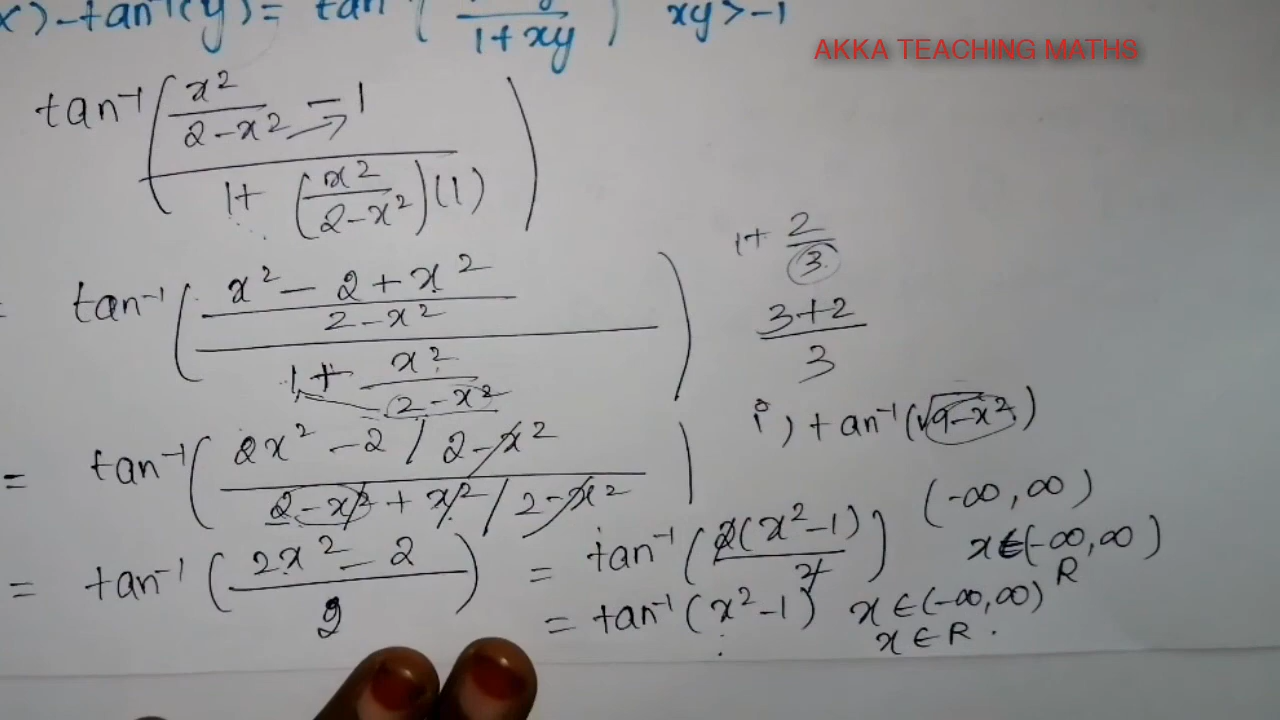 x) - tan⁻¹(y) = tan ( / 1+xy ) xy > -1
AKKA TEACHING MATHS
tan⁻¹( (x²/(2-x²) - 1) / (1 + (x²/(2-x²))(1)) )
= tan⁻¹( ((x² - 2 + x²)/(2-x²)) / (1 + x²/(2-x²)) )
1+ 2/3
(3+2)/3
i) tan⁻¹(√9-x²)
(-∞, ∞)
x ∈ (-∞, ∞)
R
= tan⁻¹( (2x² - 2 / 2-x²) / (2-x² + x² / 2-x²) )
= tan⁻¹( (2x² - 2) / 2 ) = tan⁻¹( 2(x²-1) / 2 )
= tan⁻¹(x²-1) x ∈ (-∞, ∞)
x ∈ R.